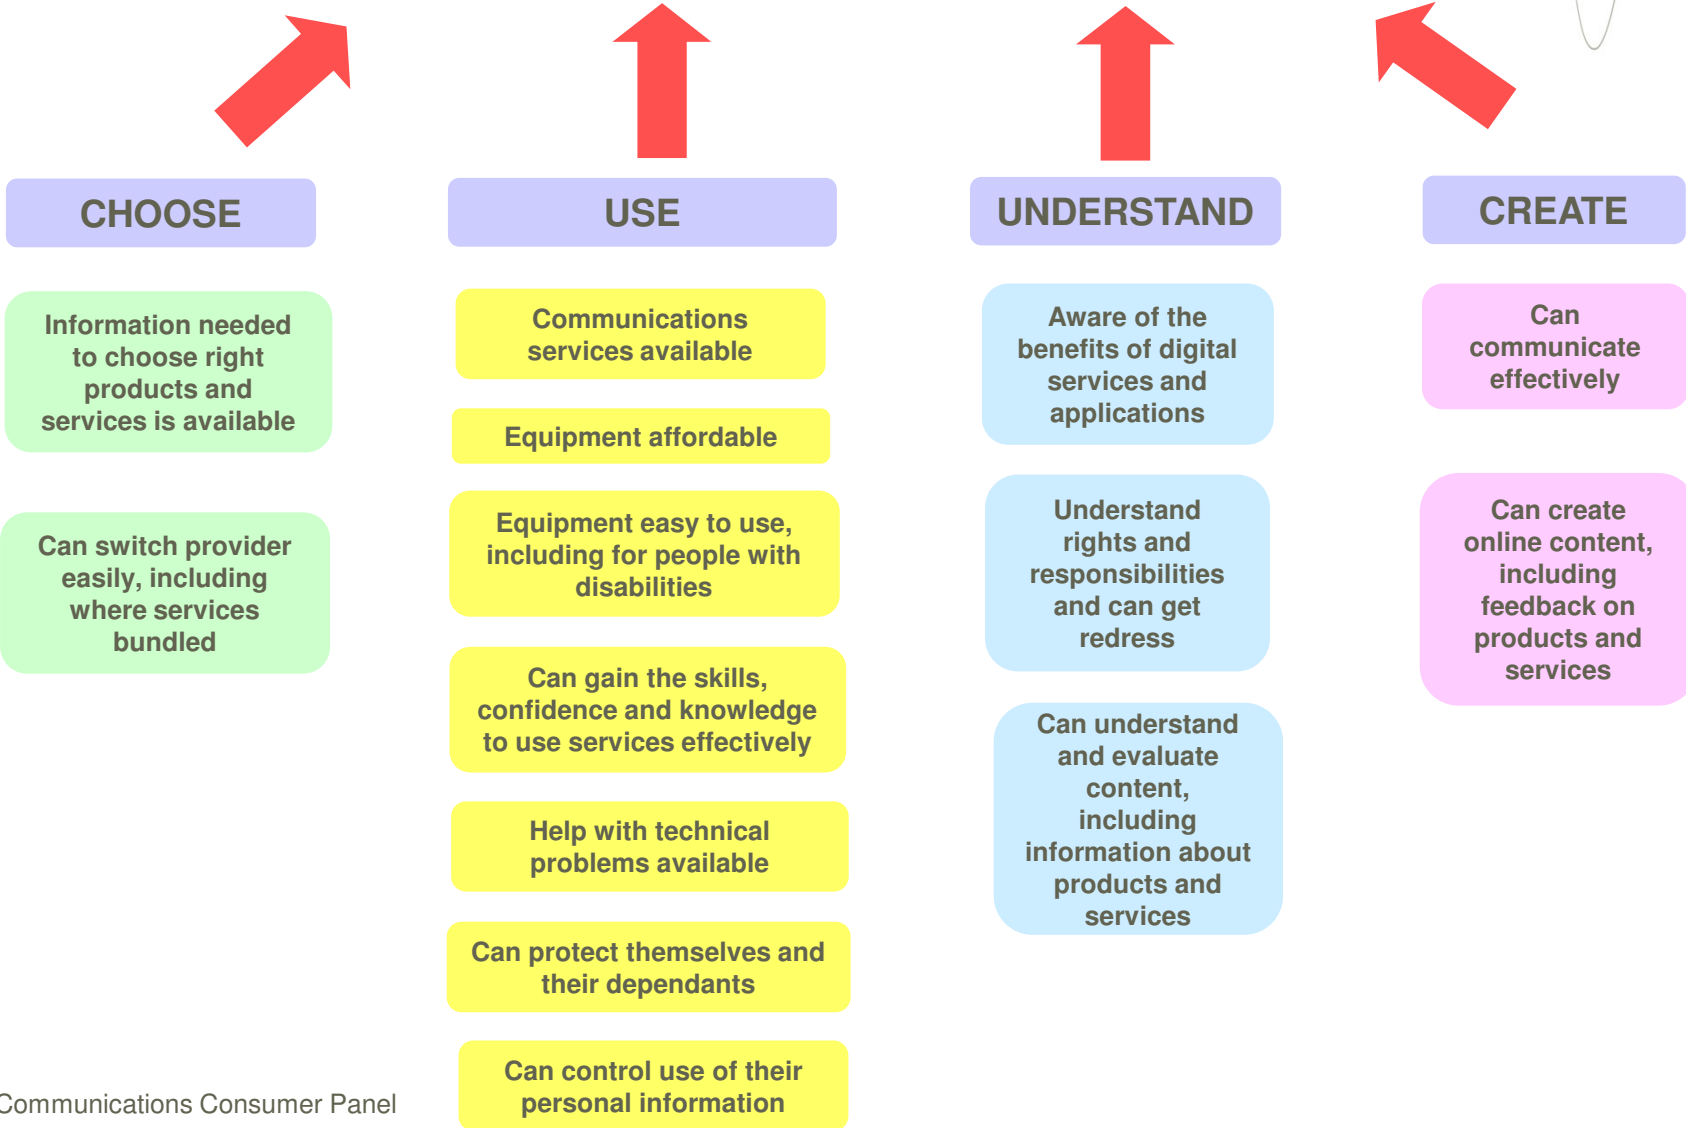 CHOOSE
Information needed
to choose right
products and
services is available
Can switch provider
easily, including
where services
bundled
USE
Communications
services available
Equipment affordable
Equipment easy to use,
including for people with
disabilities
Can gain the skills,
confidence and knowledge
to use services effectively
Help with technical
problems available
Can protect themselves and
their dependants
Can control use of their
personal information
UNDERSTAND
Aware of the
benefits of digital
services and
applications
Understand
rights and
responsibilities
and can get
redress
Can understand
and evaluate
content,
including
information about
products and
services
CREATE
Can
communicate
effectively
Can create
online content,
including
feedback on
products and
services
Communications Consumer Panel